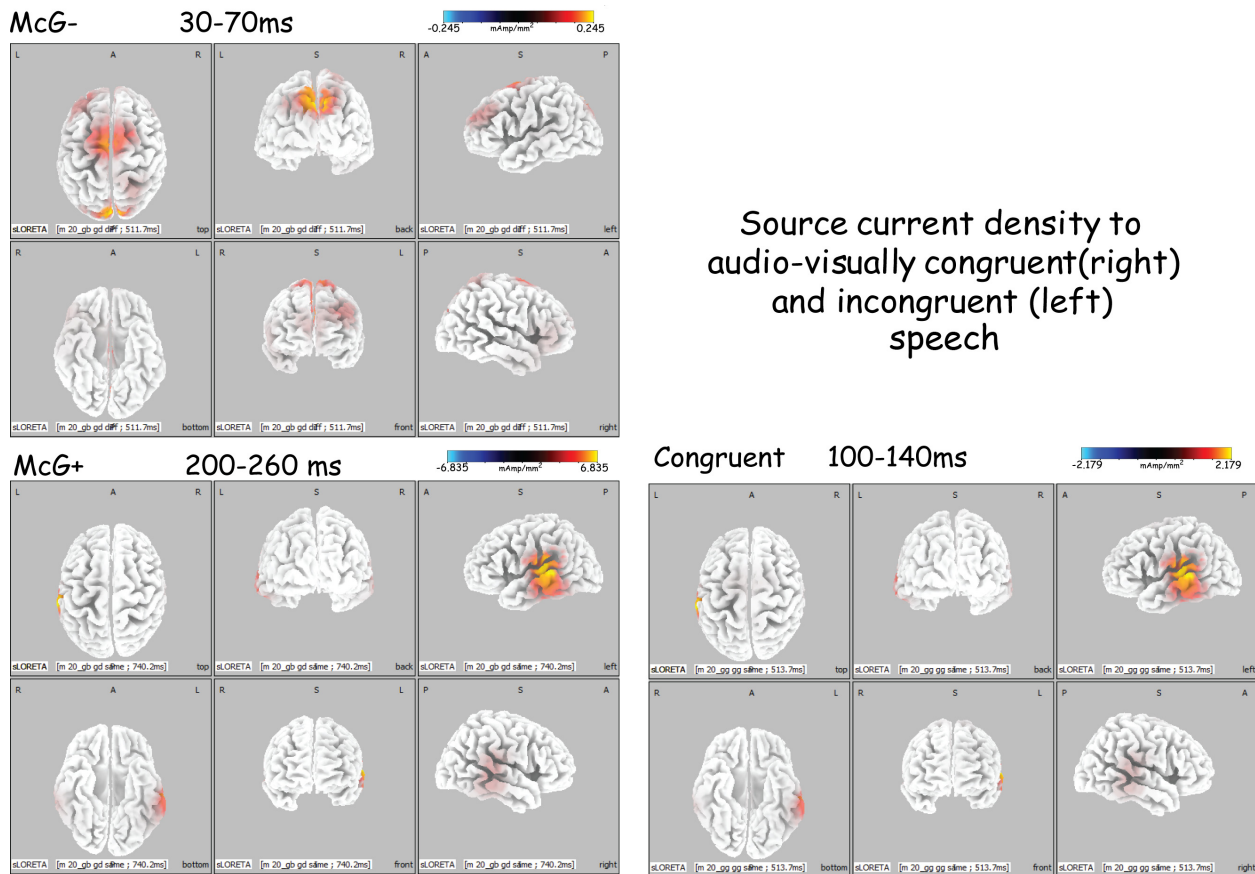 McG- 30-70ms -0.245 mAmp/mm² 0.245
L A R L S R A S P
sLORETA [m 20_gb gd diff ; 511.7ms] top sLORETA [m 20_gb gd diff ; 511.7ms] back sLORETA [m 20_gb gd diff ; 511.7ms] left
R A L R S L P S A
sLORETA [m 20_gb gd diff ; 511.7ms] bottom sLORETA [m 20_gb gd diff ; 511.7ms] front sLORETA [m 20_gb gd diff ; 511.7ms] right
Source current density to
audio-visually congruent(right)
and incongruent (left)
speech
McG+ 200-260 ms -6.835 mAmp/mm² 6.835
L A R L S R A S P
sLORETA [m 20_gb gd same ; 740.2ms] top sLORETA [m 20_gb gd same ; 740.2ms] back sLORETA [m 20_gb gd same ; 740.2ms] left
R A L R S L P S A
sLORETA [m 20_gb gd same ; 740.2ms] bottom sLORETA [m 20_gb gd same ; 740.2ms] front sLORETA [m 20_gb gd same ; 740.2ms] right
Congruent 100-140ms -2.179 mAmp/mm² 2.179
L A R L S R A S P
sLORETA [m 20_gg gg same ; 513.7ms] top sLORETA [m 20_gg gg same ; 513.7ms] back sLORETA [m 20_gg gg same ; 513.7ms] left
R A L R S L P S A
sLORETA [m 20_gg gg same ; 513.7ms] bottom sLORETA [m 20_gg gg same ; 513.7ms] front sLORETA [m 20_gg gg same ; 513.7ms] right